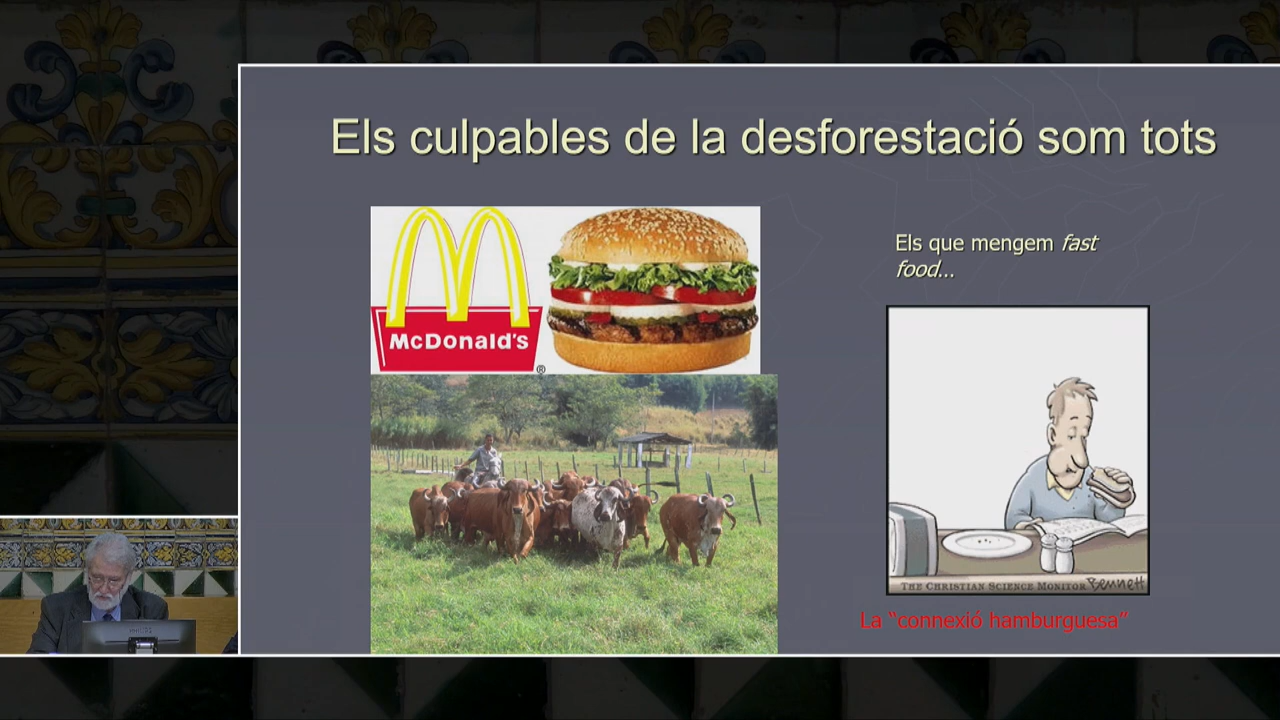 Els culpables de la desforestació som tots
McDonald's
®
Els que mengem fast
food...
THE CHRISTIAN SCIENCE MONITOR Bennett
La “connexió hamburguesa”
PHILIPS